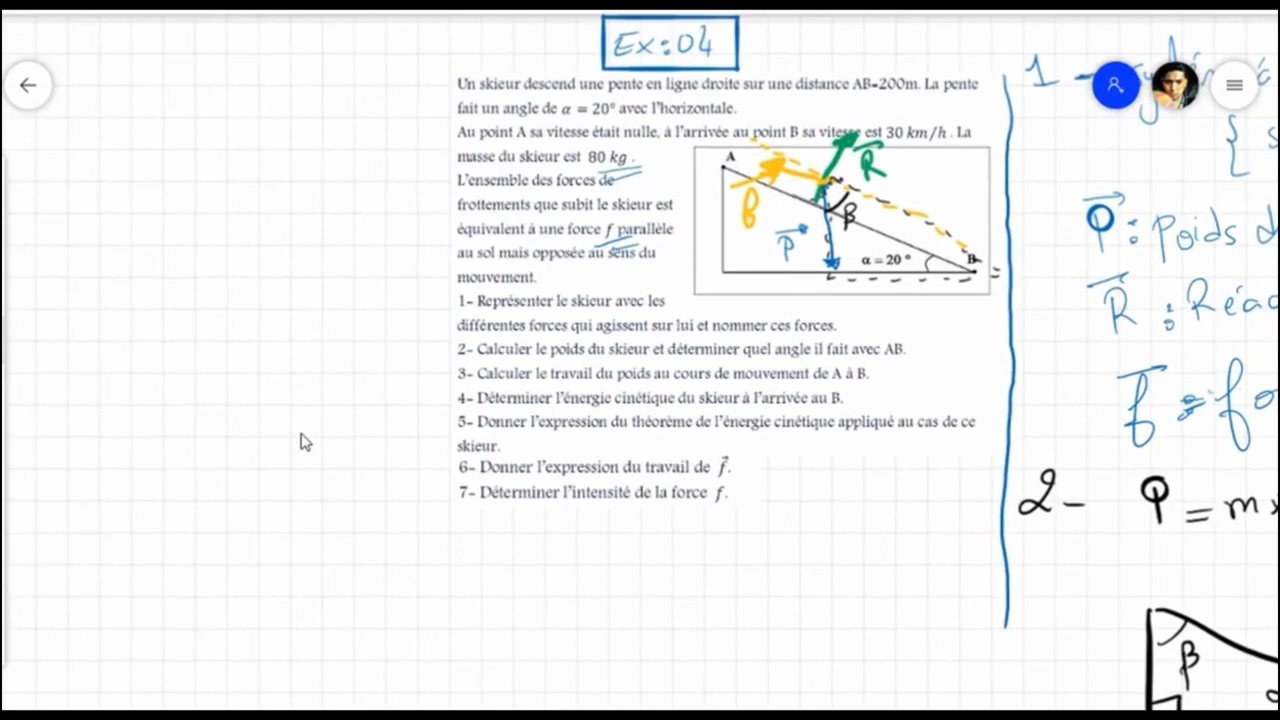 Ex: 04
Un skieur descend une pente en ligne droite sur une distance AB=200m. La pente
fait un angle de α = 20° avec l'horizontale.
Au point A sa vitesse était nulle, à l'arrivée au point B sa vitesse est 30 km/h. La
masse du skieur est 80 kg.
L'ensemble des forces de
frottements que subit le skieur est
équivalent à une force f parallèle
au sol mais opposée au sens du
mouvement.
A
R
β
β
P
α = 20°
B
1- Représenter le skieur avec les
différentes forces qui agissent sur lui et nommer ces forces.
2- Calculer le poids du skieur et déterminer quel angle il fait avec AB.
3- Calculer le travail du poids au cours de mouvement de A à B.
4- Déterminer l'énergie cinétique du skieur à l'arrivée au B.
5- Donner l'expression du théorème de l'énergie cinétique appliqué au cas de ce
skieur.
6- Donner l'expression du travail de f⃗.
7- Déterminer l'intensité de la force f.
1 -
{ s
P⃗ : Poids d
R⃗ : Réac
f : fo
2- P = m x
β